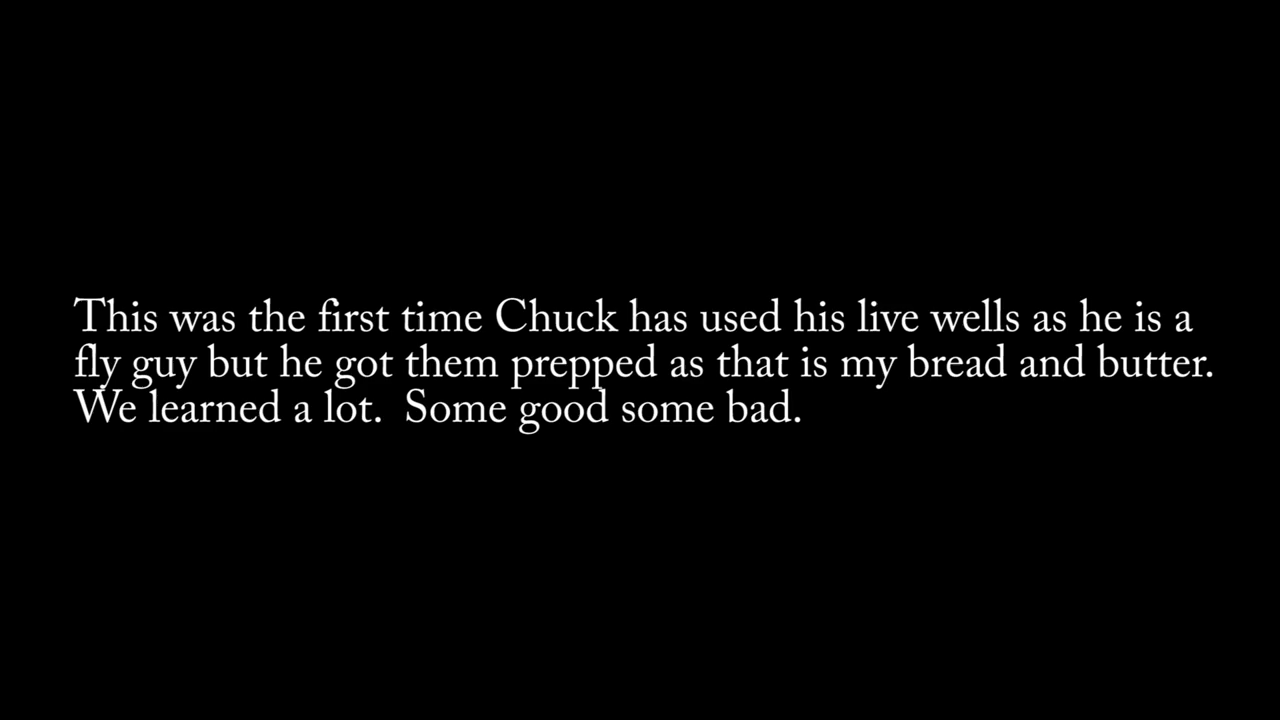 This was the first time Chuck has used his live wells as he is a
fly guy but he got them prepped as that is my bread and butter.
We learned a lot.  Some good some bad.